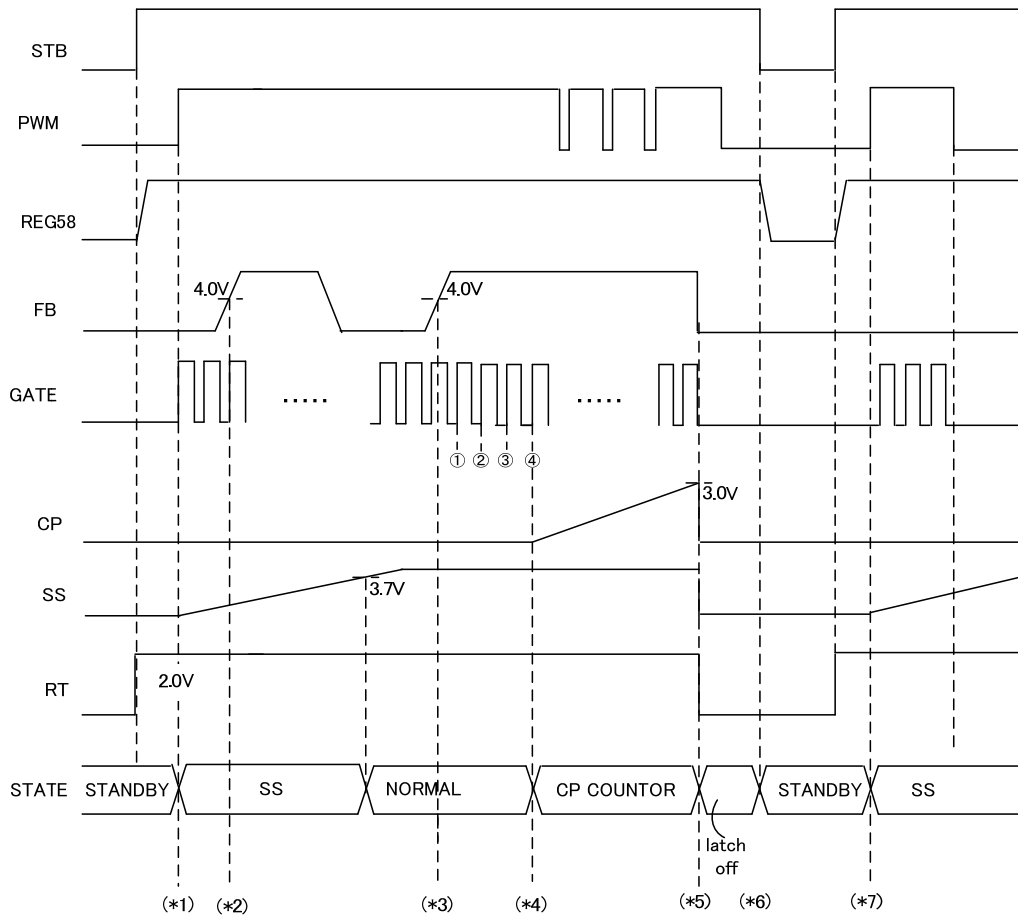 STB
PWM
REG58
4.0V
4.0V
FB
GATE
.....
.....
① ② ③ ④
3.0V
CP
SS
3.7V
RT
2.0V
STATE STANDBY SS NORMAL CP COUNTOR STANDBY SS
latch
off
(*1) (*2) (*3) (*4) (*5) (*6) (*7)